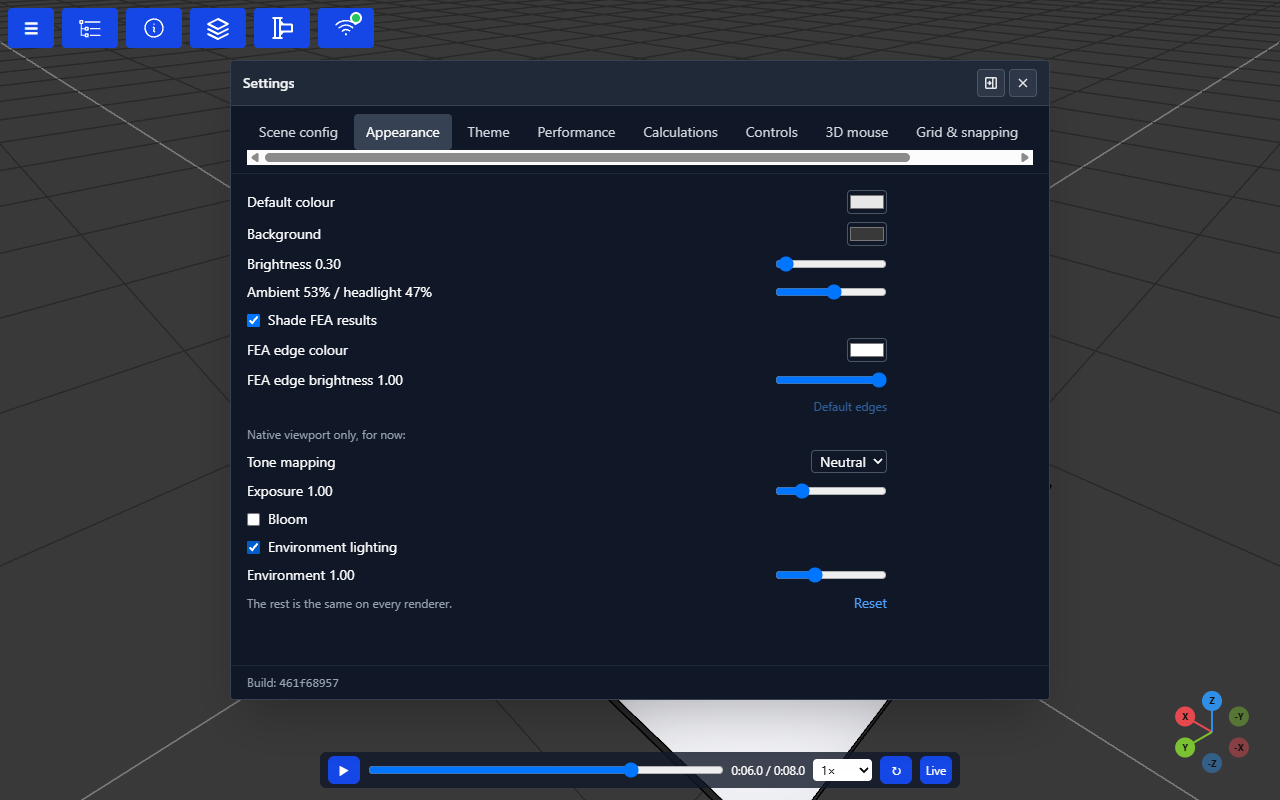 Settings
Scene config Appearance Theme Performance Calculations Controls 3D mouse Grid & snapping
Default colour
Background
Brightness 0.30
Ambient 53% / headlight 47%
Shade FEA results
FEA edge colour
FEA edge brightness 1.00
Default edges
Native viewport only, for now:
Tone mapping Neutral
Exposure 1.00
Bloom
Environment lighting
Environment 1.00
The rest is the same on every renderer. Reset
Build: 461f68957
Z
X -Y
Y -X
-Z
0:06.0 / 0:08.0 1× ↻ Live